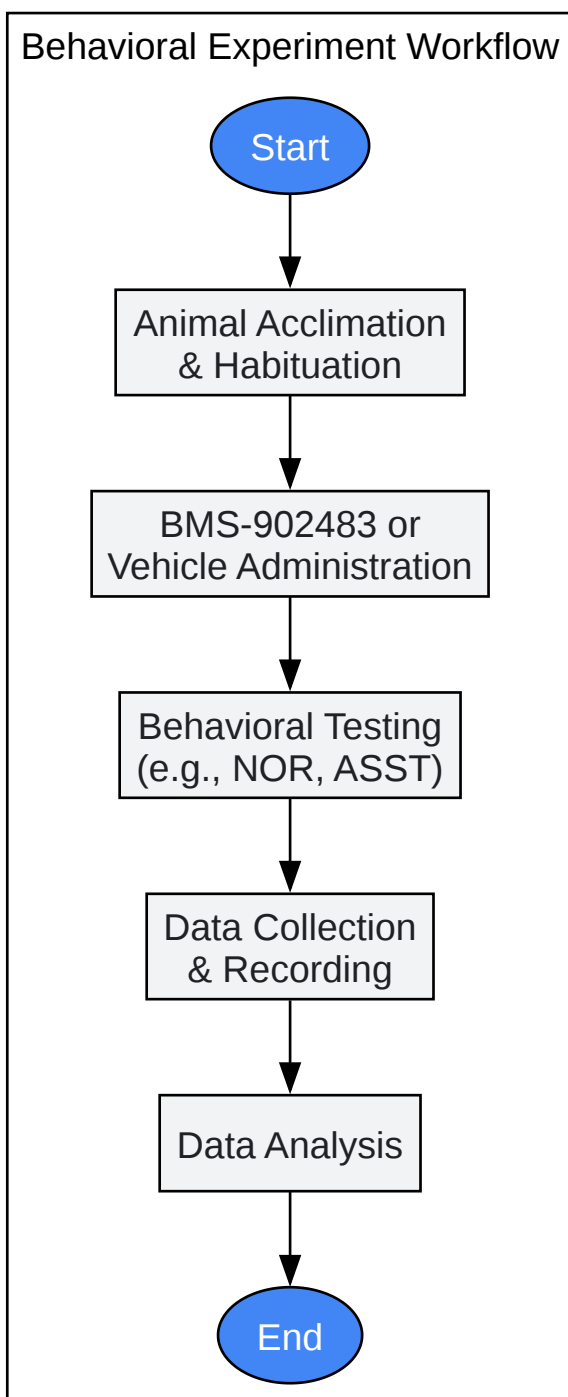 Behavioral Experiment Workflow
Start
Animal Acclimation
& Habituation
BMS-902483 or
Vehicle Administration
Behavioral Testing
(e.g., NOR, ASST)
Data Collection
& Recording
Data Analysis
End